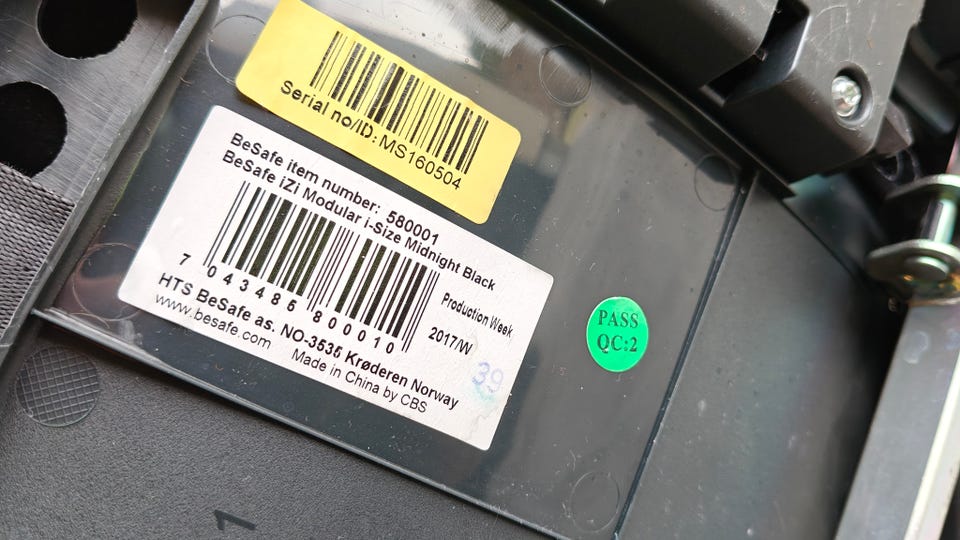 Serial no/ID: MS160504
BeSafe item number: 580001
BeSafe iZi Modular i-Size Midnight Black
7 043485 800010
Production Week
2017/W 39
HTS BeSafe as. NO-3535 Krøderen Norway
www.besafe.com Made in China by CBS
PASS
QC:2
1